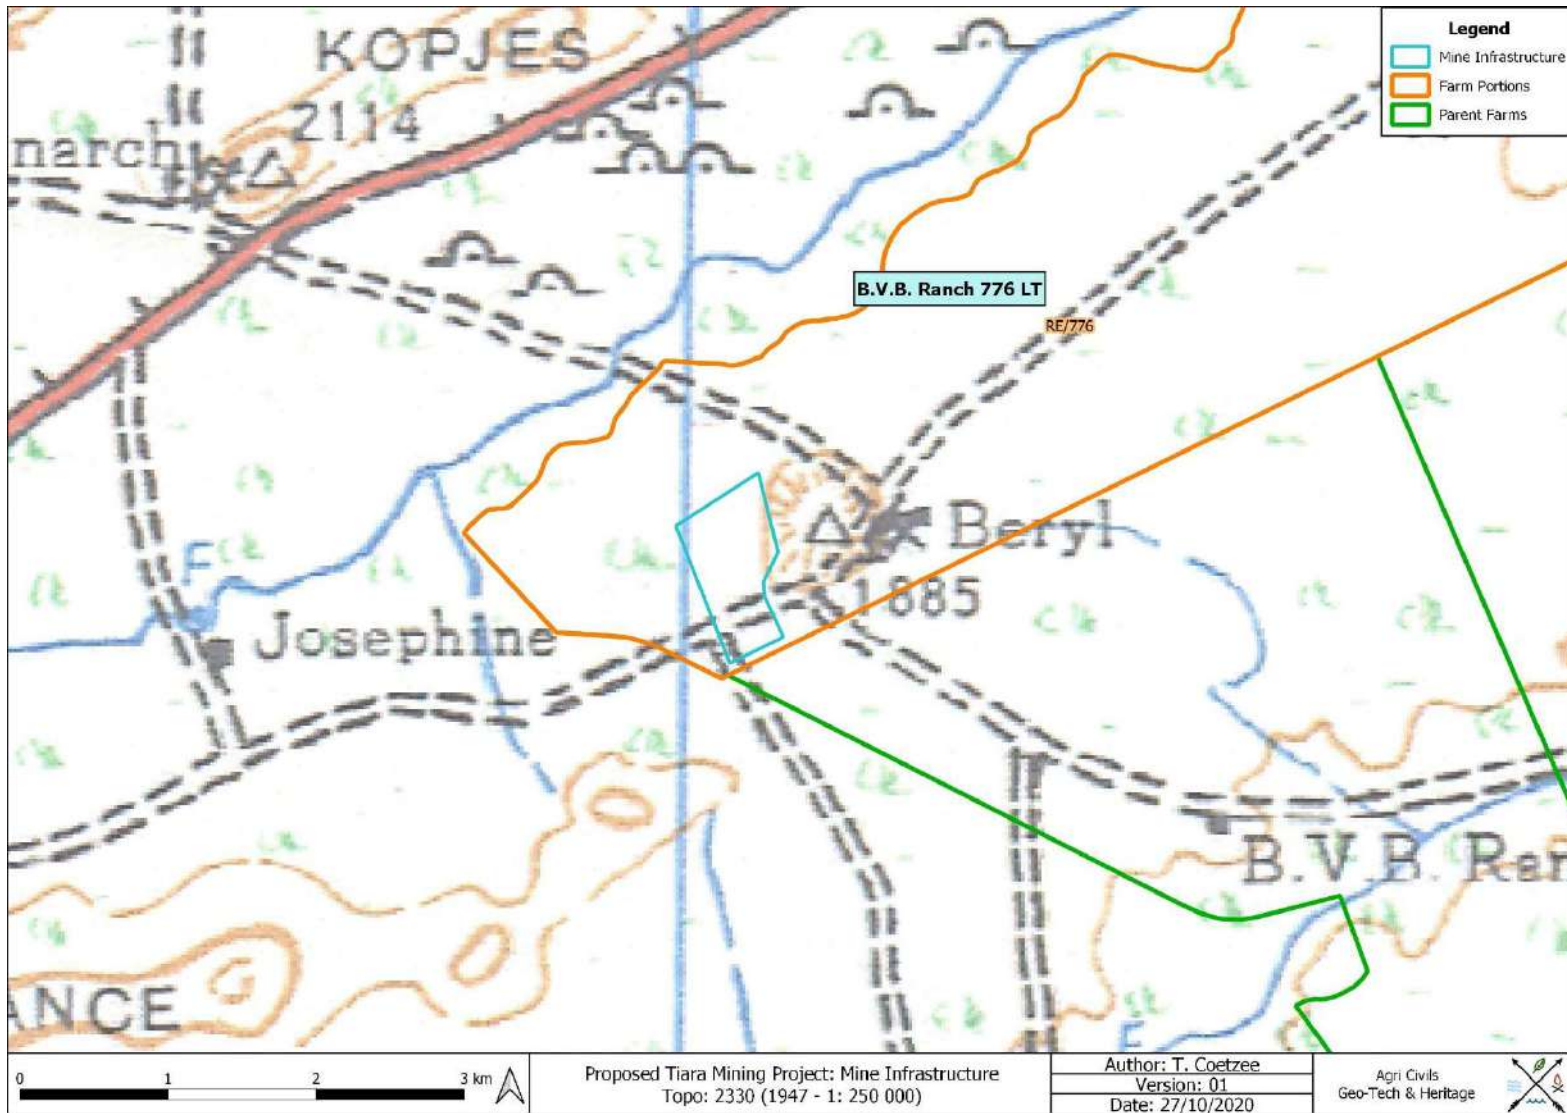 Legend
Mine Infrastructure
Farm Portions
Parent Farms
KOPJES
2114
narch
B.V.B. Ranch 776 LT
RE/776
Beryl
1885
F
Josephine
B.V.B. Ran
ANCE
F
0 1 2 3 km
Proposed Tiara Mining Project: Mine Infrastructure
Topo: 2330 (1947 - 1: 250 000)
Author: T. Coetzee
Version: 01
Date: 27/10/2020
Agri Civils
Geo-Tech & Heritage